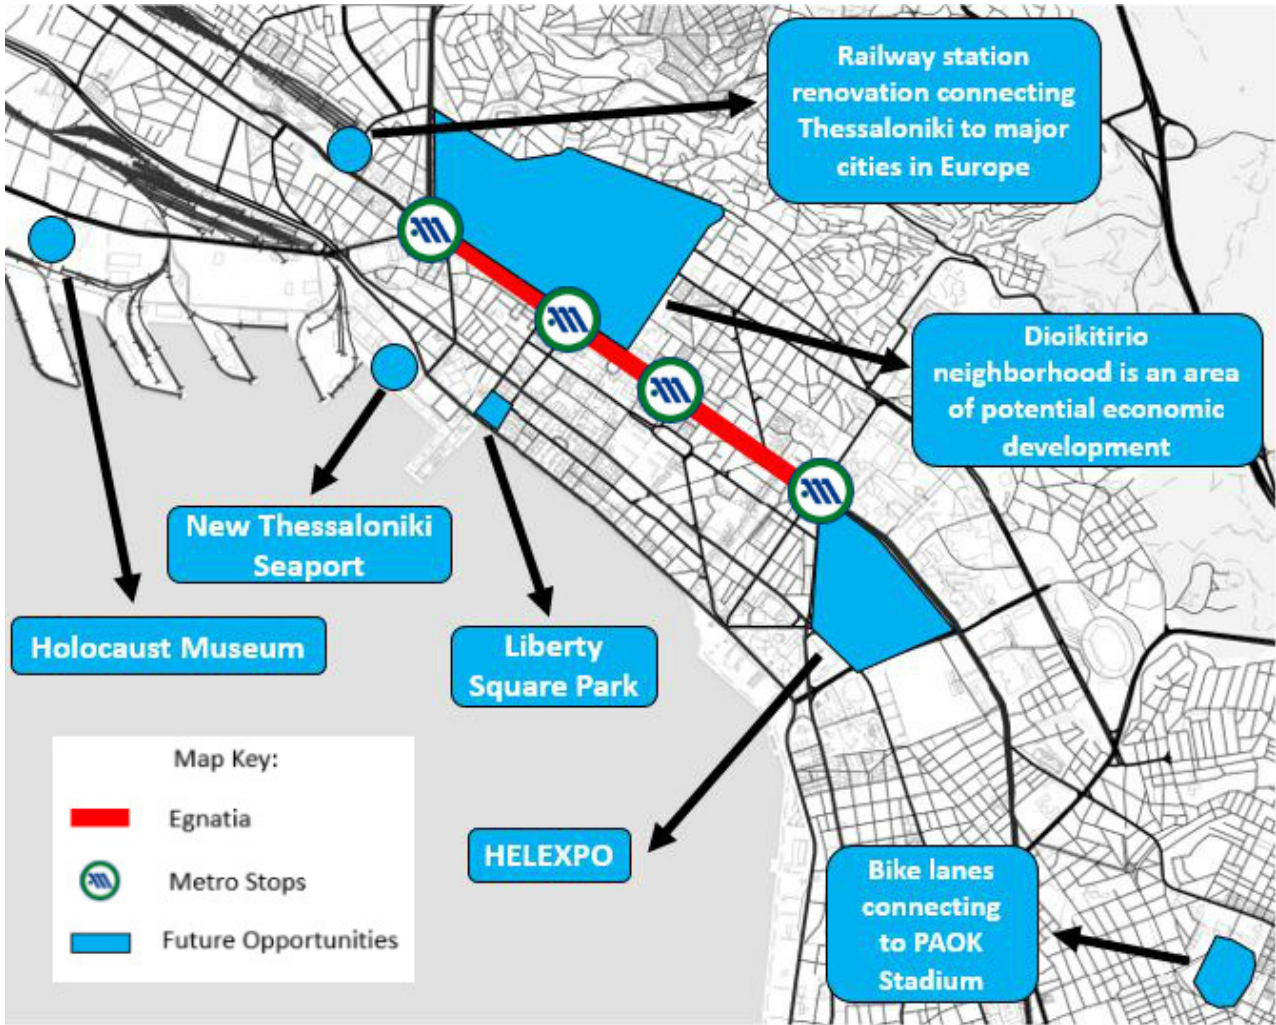 Railway station
renovation connecting
Thessaloniki to major
cities in Europe
Dioikitirio
neighborhood is an area
of potential economic
development
New Thessaloniki
Seaport
Holocaust Museum
Liberty
Square Park
HELEXPO
Bike lanes
connecting
to PAOK
Stadium
Map Key:
Egnatia
Metro Stops
Future Opportunities